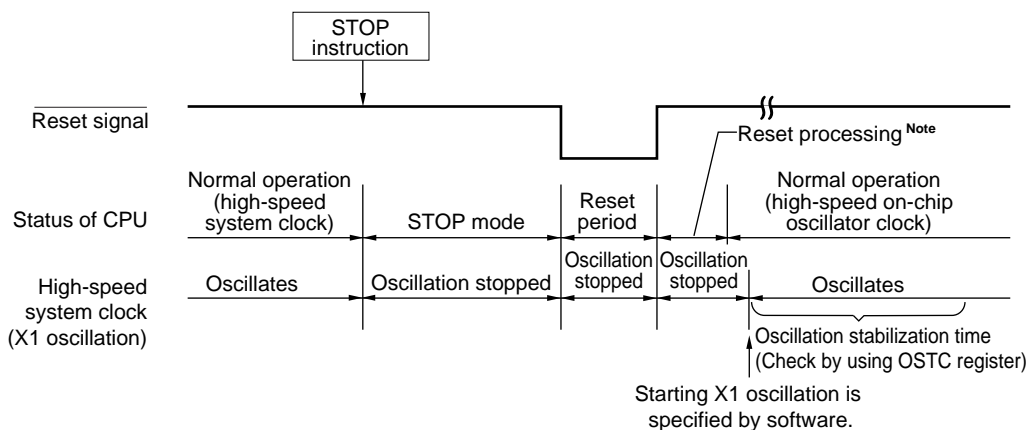 STOP
instruction
Reset signal
Reset processing Note
Status of CPU
Normal operation
(high-speed
system clock)
STOP mode
Reset
period
Normal operation
(high-speed on-chip
oscillator clock)
High-speed
system clock
(X1 oscillation)
Oscillates
Oscillation stopped
Oscillation
stopped
Oscillation
stopped
Oscillates
Oscillation stabilization time
(Check by using OSTC register)
Starting X1 oscillation is
specified by software.